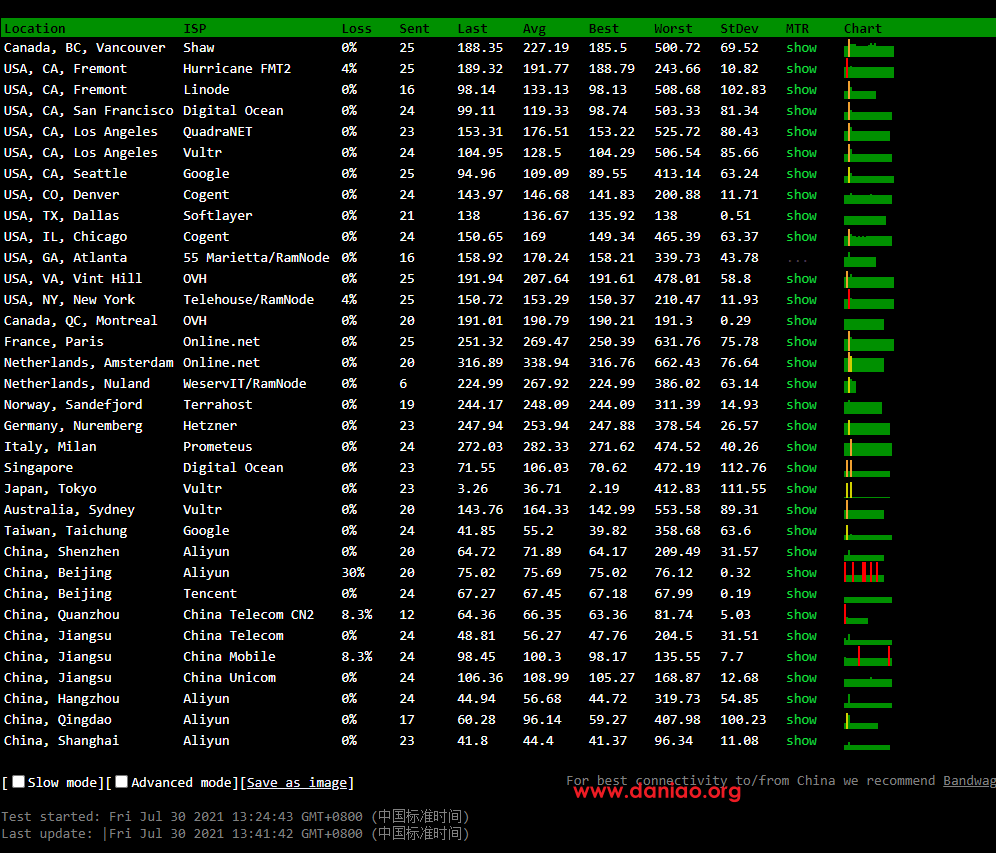 Location ISP Loss Sent Last Avg Best Worst StDev MTR Chart
Canada, BC, Vancouver Shaw 0% 25 188.35 227.19 185.5 500.72 69.52 show
USA, CA, Fremont Hurricane FMT2 4% 25 189.32 191.77 188.79 243.66 10.82 show
USA, CA, Fremont Linode 0% 16 98.14 133.13 98.13 508.68 102.83 show
USA, CA, San Francisco Digital Ocean 0% 24 99.11 119.33 98.74 503.33 81.34 show
USA, CA, Los Angeles QuadraNET 0% 23 153.31 176.51 153.22 525.72 80.43 show
USA, CA, Los Angeles Vultr 0% 24 104.95 128.5 104.29 506.54 85.66 show
USA, CA, Seattle Google 0% 25 94.96 109.09 89.55 413.14 63.24 show
USA, CO, Denver Cogent 0% 24 143.97 146.68 141.83 200.88 11.71 show
USA, TX, Dallas Softlayer 0% 21 138 136.67 135.92 138 0.51 show
USA, IL, Chicago Cogent 0% 24 150.65 169 149.34 465.39 63.37 show
USA, GA, Atlanta 55 Marietta/RamNode 0% 16 158.92 170.24 158.21 339.73 43.78 ...
USA, VA, Vint Hill OVH 0% 25 191.94 207.64 191.61 478.01 58.8 show
USA, NY, New York Telehouse/RamNode 4% 25 150.72 153.29 150.37 210.47 11.93 show
Canada, QC, Montreal OVH 0% 20 191.01 190.79 190.21 191.3 0.29 show
France, Paris Online.net 0% 25 251.32 269.47 250.39 631.76 75.78 show
Netherlands, Amsterdam Online.net 0% 20 316.89 338.94 316.76 662.43 76.64 show
Netherlands, Nuland WeservIT/RamNode 0% 6 224.99 267.92 224.99 386.02 63.14 show
Norway, Sandefjord Terrahost 0% 19 244.17 248.09 244.09 311.39 14.93 show
Germany, Nuremberg Hetzner 0% 23 247.94 253.94 247.88 378.54 26.57 show
Italy, Milan Prometeus 0% 24 272.03 282.33 271.62 474.52 40.26 show
Singapore Digital Ocean 0% 23 71.55 106.03 70.62 472.19 112.76 show
Japan, Tokyo Vultr 0% 23 3.26 36.71 2.19 412.83 111.55 show
Australia, Sydney Vultr 0% 20 143.76 164.33 142.99 553.58 89.31 show
Taiwan, Taichung Google 0% 24 41.85 55.2 39.82 358.68 63.6 show
China, Shenzhen Aliyun 0% 20 64.72 71.89 64.17 209.49 31.57 show
China, Beijing Aliyun 30% 20 75.02 75.69 75.02 76.12 0.32 show
China, Beijing Tencent 0% 24 67.27 67.45 67.18 67.99 0.19 show
China, Quanzhou China Telecom CN2 8.3% 12 64.36 66.35 63.36 81.74 5.03 show
China, Jiangsu China Telecom 0% 24 48.81 56.27 47.76 204.5 31.51 show
China, Jiangsu China Mobile 8.3% 24 98.45 100.3 98.17 135.55 7.7 show
China, Jiangsu China Unicom 0% 24 106.36 108.99 105.27 168.87 12.68 show
China, Hangzhou Aliyun 0% 24 44.94 56.68 44.72 319.73 54.85 show
China, Qingdao Aliyun 0% 17 60.28 96.14 59.27 407.98 100.23 show
China, Shanghai Aliyun 0% 23 41.8 44.4 41.37 96.34 11.08 show
[ Slow mode][ Advanced mode][Save as image] For best connectivity to/from China we recommend Bandwag
www.daniao.org
Test started: Fri Jul 30 2021 13:24:43 GMT+0800 (中国标准时间)
Last update: |Fri Jul 30 2021 13:41:42 GMT+0800 (中国标准时间)